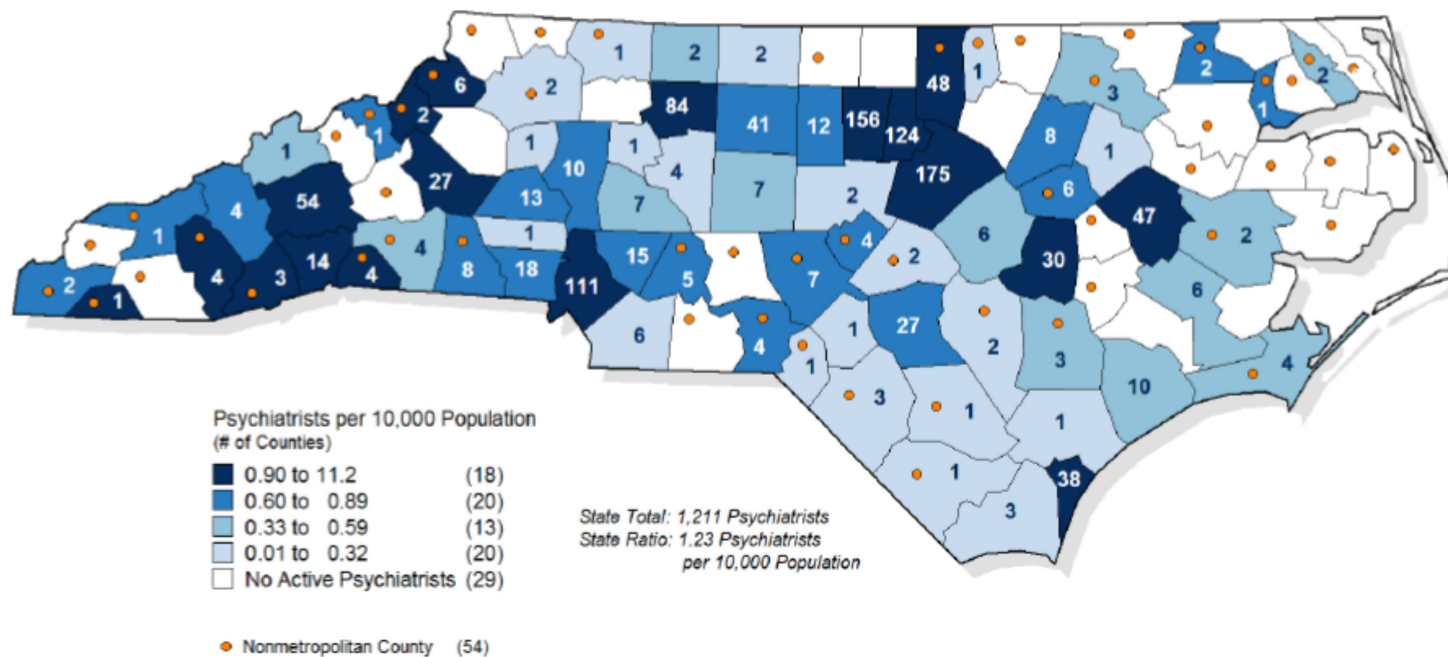 1 2 2
6 2 48 1 2 2
2 84 3 1
1 41 12 156 124 8
1 1 10 1 4 175 1
54 27 13 7 7 2 6 47
4 1 4 1 6 2
1 4 14 4 8 18 15 5 4 2 30
2 1 4 3 111 7 6
6 4 1 27 2 3 4
1 10
3 1 1
1 38
3
Psychiatrists per 10,000 Population
(# of Counties)
0.90 to 11.2 (18)
0.60 to 0.89 (20)
0.33 to 0.59 (13)
0.01 to 0.32 (20)
No Active Psychiatrists (29)
State Total: 1,211 Psychiatrists
State Ratio: 1.23 Psychiatrists
per 10,000 Population
Nonmetropolitan County (54)